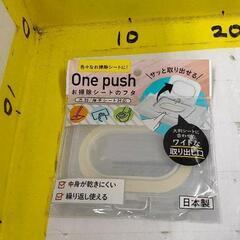 10
20
色々なお掃除シートに!
One push
お掃除シートのフタ
サッと取り出せる
大判シートに
合わせた
ワイドな
取り出し口
中身が乾きにくい
繰り返し使える
日本製